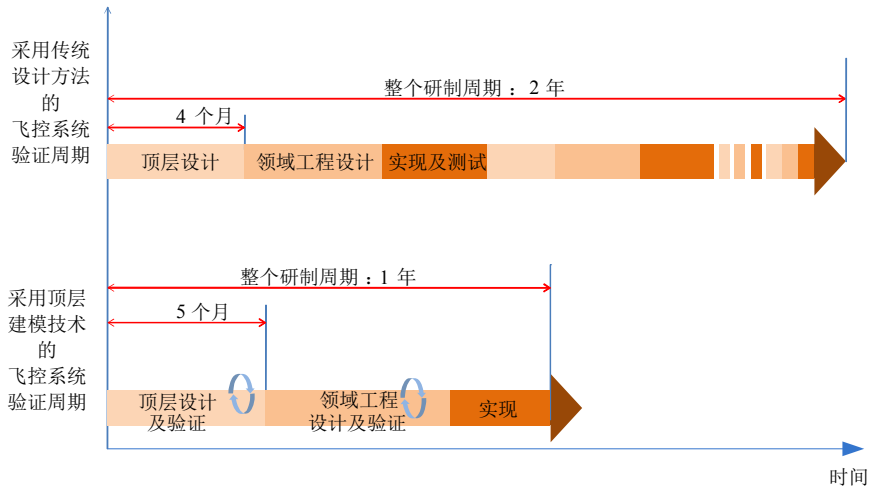 采用传统
设计方法
的
飞控系统
验证周期
整个研制周期：2 年
4 个月
顶层设计
领域工程设计
实现及测试
采用顶层
建模技术
的
飞控系统
验证周期
整个研制周期：1 年
5 个月
顶层设计
及验证
领域工程
设计及验证
实现
时间